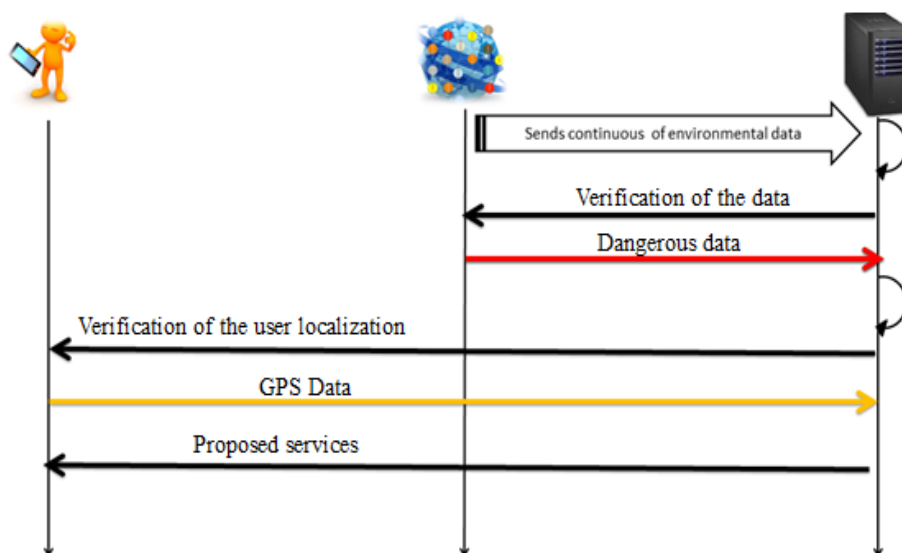 Sends continuous of environmental data
Verification of the data
Dangerous data
Verification of the user localization
GPS Data
Proposed services